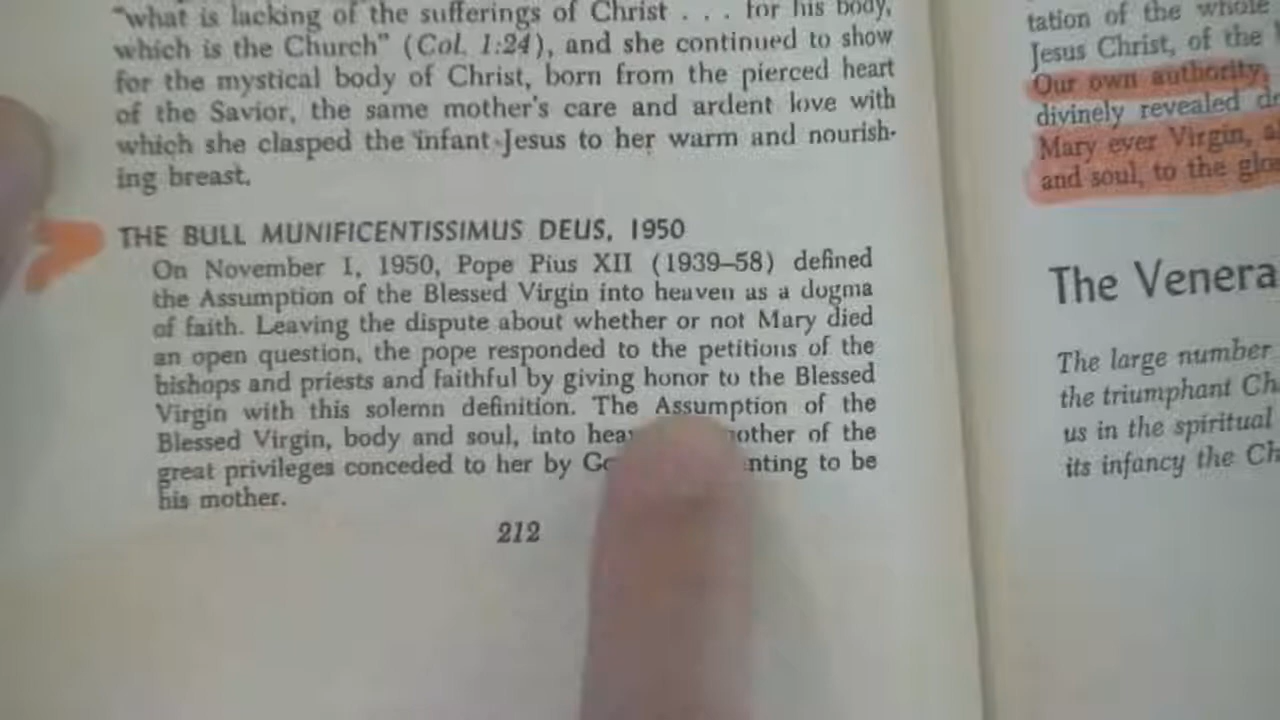 "what is lacking of the sufferings of Christ . . . for his body,
which is the Church" (Col. 1:24), and she continued to show
for the mystical body of Christ, born from the pierced heart
of the Savior, the same mother's care and ardent love with
which she clasped the infant Jesus to her warm and nourish-
ing breast.
THE BULL MUNIFICENTISSIMUS DEUS, 1950
On November 1, 1950, Pope Pius XII (1939–58) defined
the Assumption of the Blessed Virgin into heaven as a dogma
of faith. Leaving the dispute about whether or not Mary died
an open question, the pope responded to the petitions of the
bishops and priests and faithful by giving honor to the Blessed
Virgin with this solemn definition. The Assumption of the
Blessed Virgin, body and soul, into of the
great privileges conceded to her by to be
his mother.
212
tation of the whole
Jesus Christ, of the
Our own authority,
divinely revealed
Mary ever Virgin,
and soul, to the
The
The large number
the triumphant
us in the spiritual
its infancy the